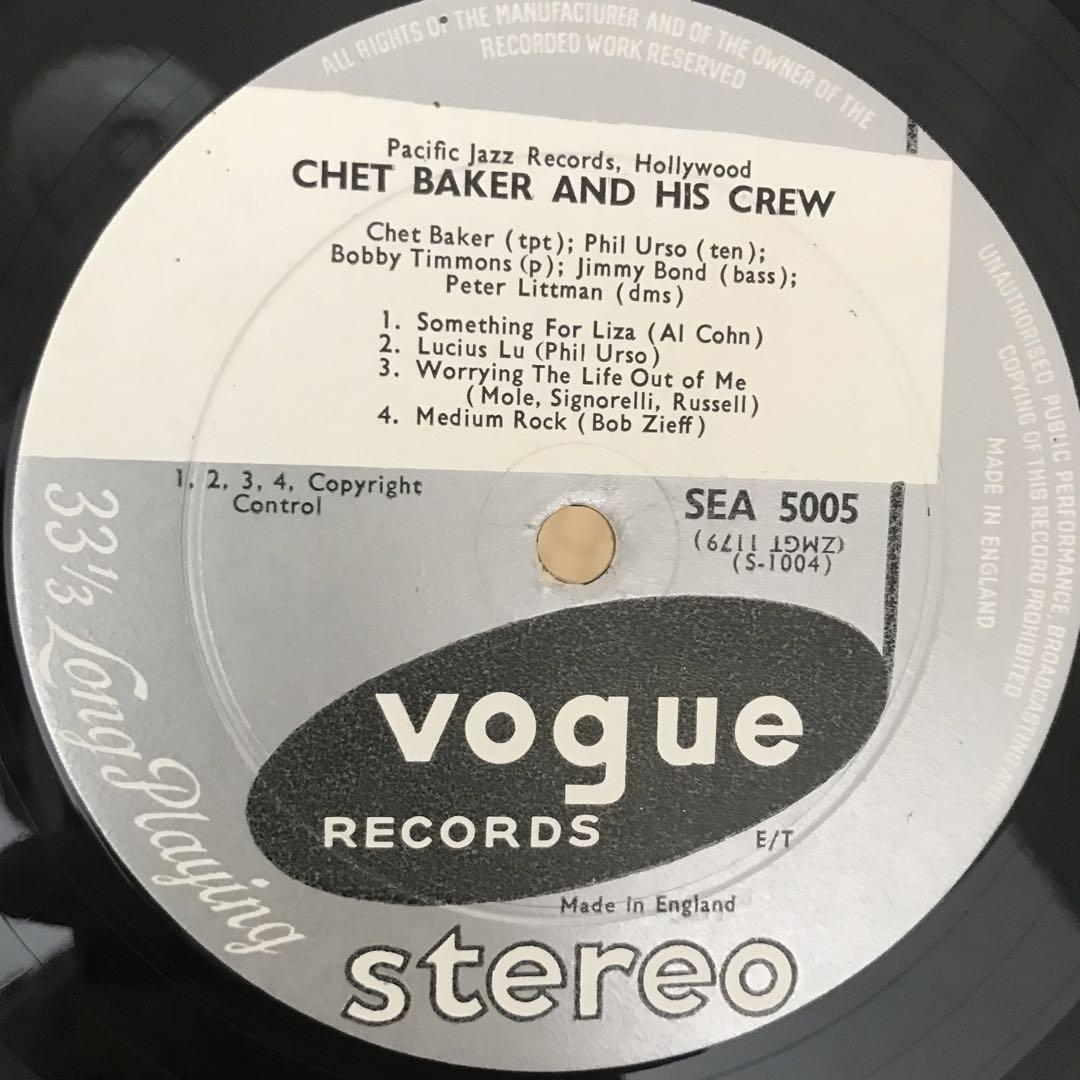 ALL RIGHTS OF THE MANUFACTURER AND OF THE OWNER OF THE
RECORDED WORK RESERVED
Pacific Jazz Records, Hollywood
CHET BAKER AND HIS CREW
Chet Baker (tpt); Phil Urso (ten);
Bobby Timmons (p); Jimmy Bond (bass);
Peter Littman (dms)
1. Something For Liza (Al Cohn)
2. Lucius Lu (Phil Urso)
3. Worrying The Life Out of Me
(Mole, Signorelli, Russell)
4. Medium Rock (Bob Zieff)
1, 2, 3, 4, Copyright
Control
SEA 5005
(ZMGT 1179)
(S-1004)
UNAUTHORISED PUBLIC PERFORMANCE, BROADCASTING AND
COPYING OF THIS RECORD PROHIBITED
MADE IN ENGLAND
33⅓ Long Playing
vogue
RECORDS
E/T
Made in England
stereo